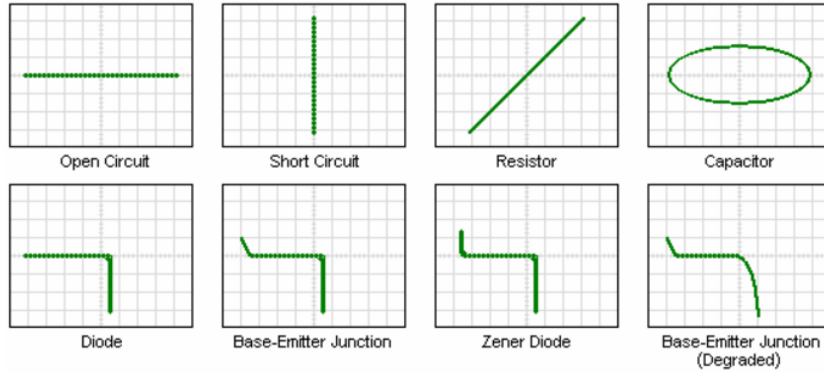 Open Circuit
Short Circuit
Resistor
Capacitor
Diode
Base-Emitter Junction
Zener Diode
Base-Emitter Junction
(Degraded)